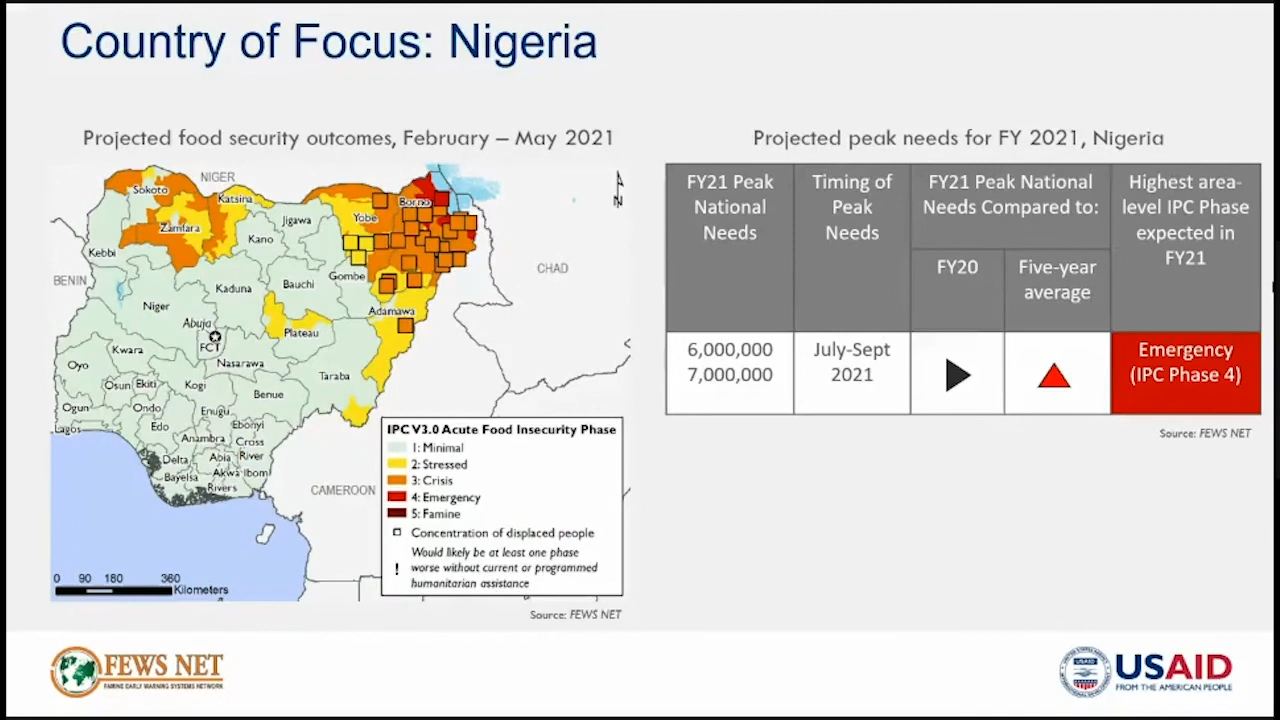 Country of Focus: Nigeria
Projected food security outcomes, February – May 2021
NIGER
Sokoto
Katsina
Borno
Jigawa
Yobe
Zamfara
Kano
Kebbi
CHAD
BENIN
Gombe
Kaduna
Bauchi
Niger
Adamawa
Abuja
Plateau
FCT
Kwara
Nasarawa
Oyo
Taraba
Osun
Ekiti
Kogi
Benue
Ogun
Ondo
Enugu
Lagos
Edo
Ebonyi
Anambra
Cross
River
Delta
Abia
Akwa Ibom
Bayelsa
Rivers
CAMEROON
N
IPC V3.0 Acute Food Insecurity Phase
1: Minimal
2: Stressed
3: Crisis
4: Emergency
5: Famine
Concentration of displaced people
Would likely be at least one phase
! worse without current or programmed
humanitarian assistance
0 90 180 360
Kilometers
Source: FEWS NET
Projected peak needs for FY 2021, Nigeria
FY21 Peak
National
Needs
Timing of
Peak
Needs
FY21 Peak National
Needs Compared to:
FY20
Five-year
average
Highest area-
level IPC Phase
expected in
FY21
6,000,000
7,000,000
July-Sept
2021
Emergency
(IPC Phase 4)
Source: FEWS NET
FEWS NET
FAMINE EARLY WARNING SYSTEMS NETWORK
USAID
USAID
FROM THE AMERICAN PEOPLE